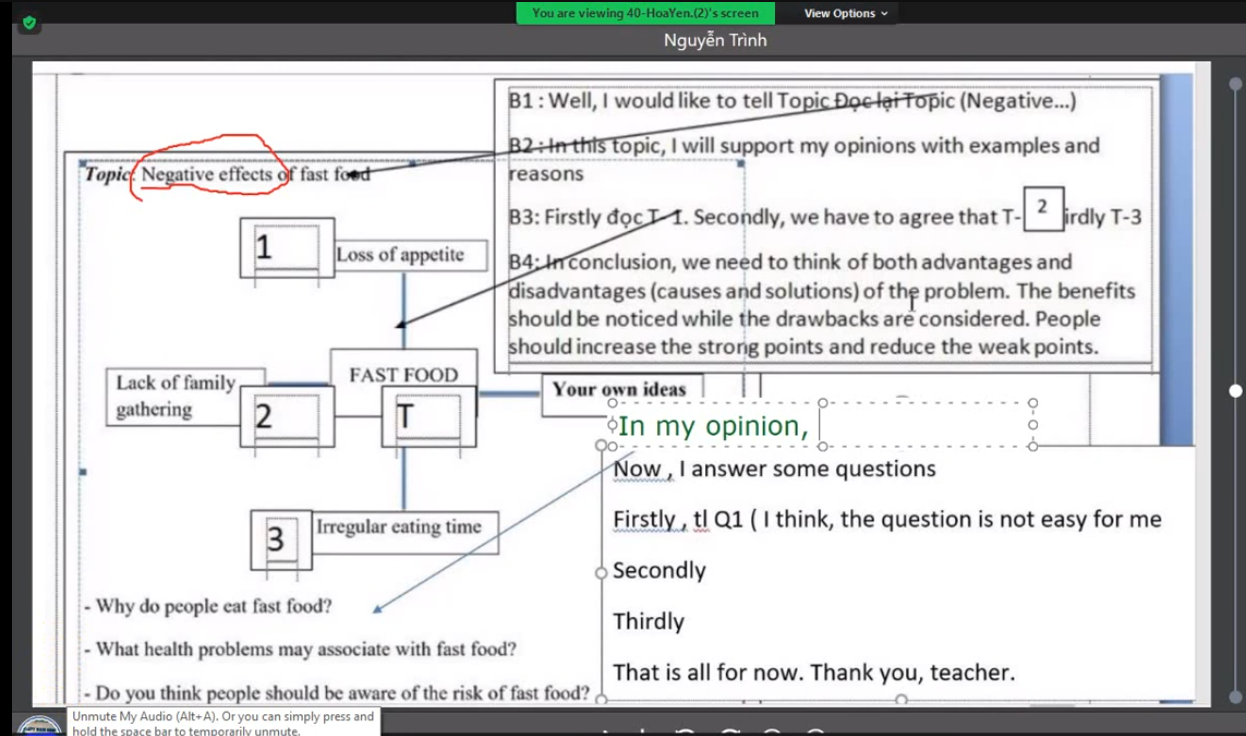 You are viewing 40-HoaYen.(2)'s screen
View Options
Nguyễn Trình
B1 : Well, I would like to tell Topic Đọc lại Topic (Negative...)
B2 : In this topic, I will support my opinions with examples and
reasons
B3: Firstly đọc T- 1. Secondly, we have to agree that T- 2 irdly T-3
B4: In conclusion, we need to think of both advantages and
disadvantages (causes and solutions) of the problem. The benefits
should be noticed while the drawbacks are considered. People
should increase the strong points and reduce the weak points.
Topic: Negative effects of fast food
1
Loss of appetite
Lack of family
gathering
2
FAST FOOD
T
Your own ideas
3
Irregular eating time
- Why do people eat fast food?
- What health problems may associate with fast food?
- Do you think people should be aware of the risk of fast food?
In my opinion,
Now , I answer some questions
Firstly , tl Q1 ( I think, the question is not easy for me
Secondly
Thirdly
That is all for now. Thank you, teacher.
Unmute My Audio (Alt+A). Or you can simply press and
hold the space bar to temporarily unmute.